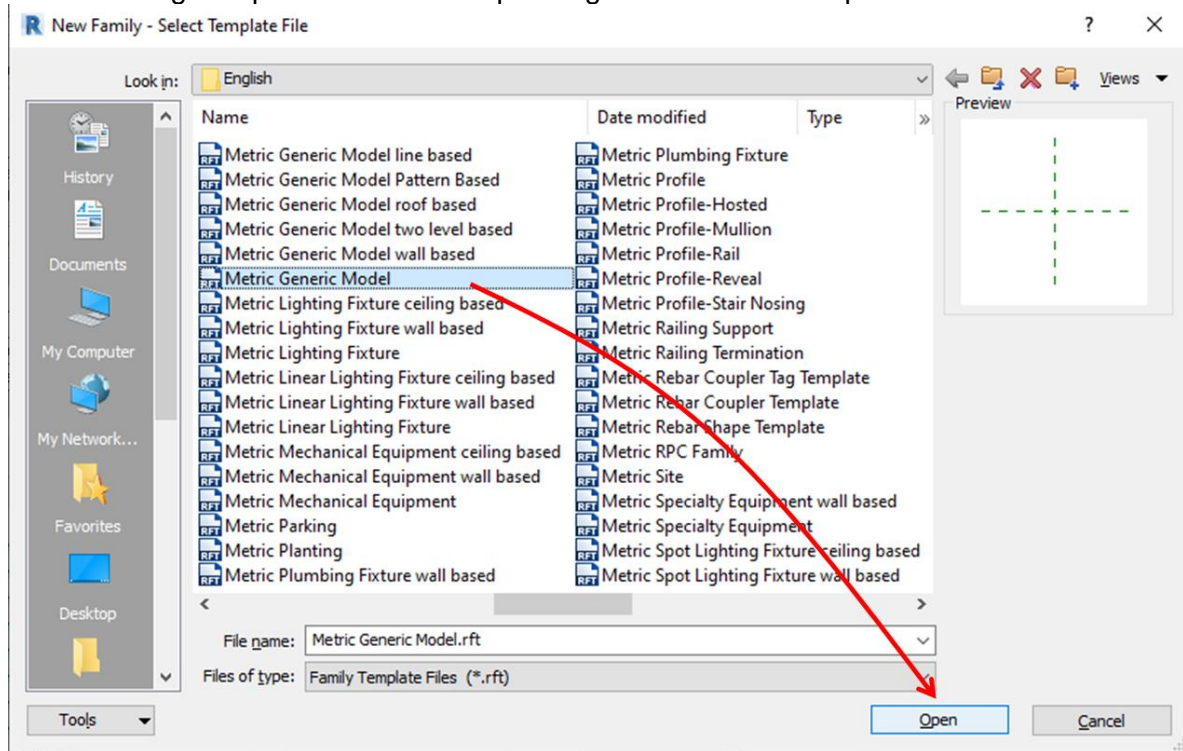 New Family - Select Template File
?
Look in:
English
Views
Name
Date modified
Type
»
Preview
History
Documents
My Computer
My Network...
Favorites
Desktop
Metric Generic Model line based
Metric Generic Model Pattern Based
Metric Generic Model roof based
Metric Generic Model two level based
Metric Generic Model wall based
Metric Generic Model
Metric Lighting Fixture ceiling based
Metric Lighting Fixture wall based
Metric Lighting Fixture
Metric Linear Lighting Fixture ceiling based
Metric Linear Lighting Fixture wall based
Metric Linear Lighting Fixture
Metric Mechanical Equipment ceiling based
Metric Mechanical Equipment wall based
Metric Mechanical Equipment
Metric Parking
Metric Planting
Metric Plumbing Fixture wall based
Metric Plumbing Fixture
Metric Profile
Metric Profile-Hosted
Metric Profile-Mullion
Metric Profile-Rail
Metric Profile-Reveal
Metric Profile-Stair Nosing
Metric Railing Support
Metric Railing Termination
Metric Rebar Coupler Tag Template
Metric Rebar Coupler Template
Metric Rebar Shape Template
Metric RPC Family
Metric Site
Metric Specialty Equipment wall based
Metric Specialty Equipment
Metric Spot Lighting Fixture ceiling based
Metric Spot Lighting Fixture wall based
File name: Metric Generic Model.rft
Files of type: Family Template Files (*.rft)
Tools
Open
Cancel